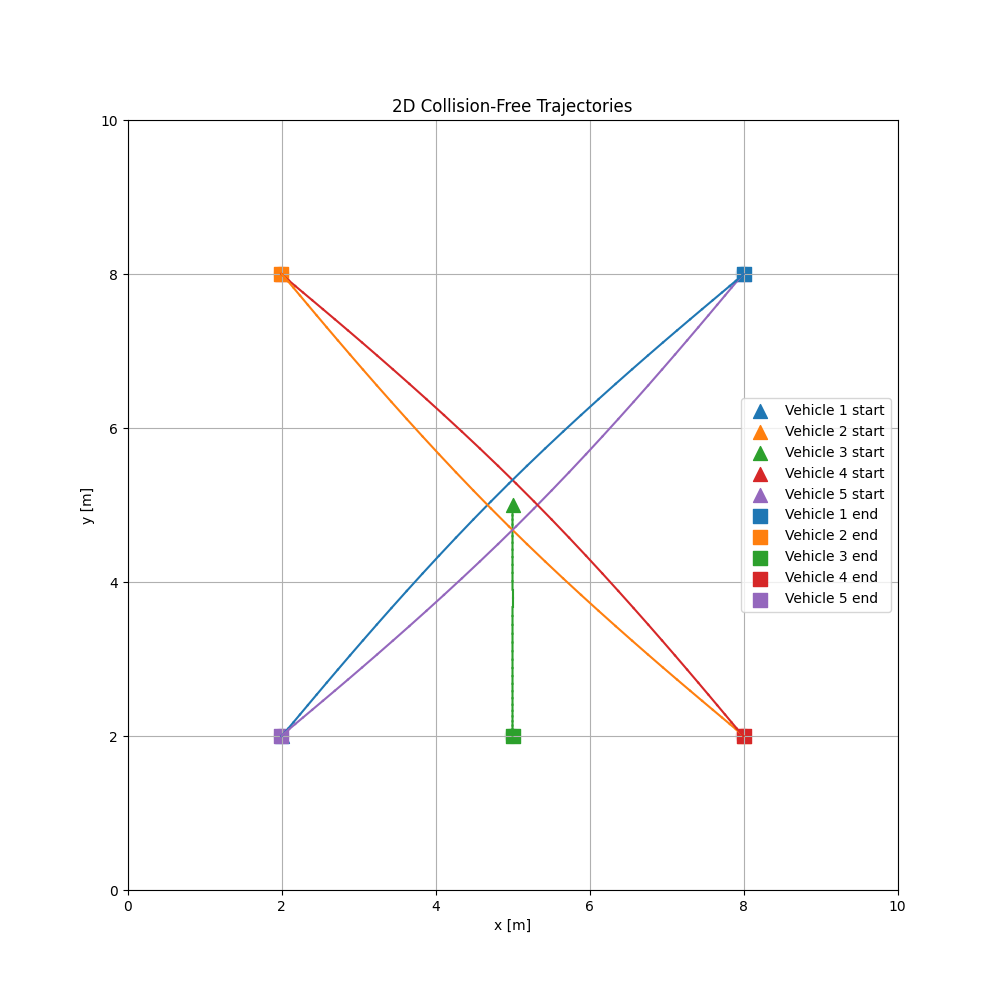 2D Collision-Free Trajectories
10
8
6
4
2
0
y [m]
Vehicle 1 start
Vehicle 2 start
Vehicle 3 start
Vehicle 4 start
Vehicle 5 start
Vehicle 1 end
Vehicle 2 end
Vehicle 3 end
Vehicle 4 end
Vehicle 5 end
0 2 4 6 8 10
x [m]